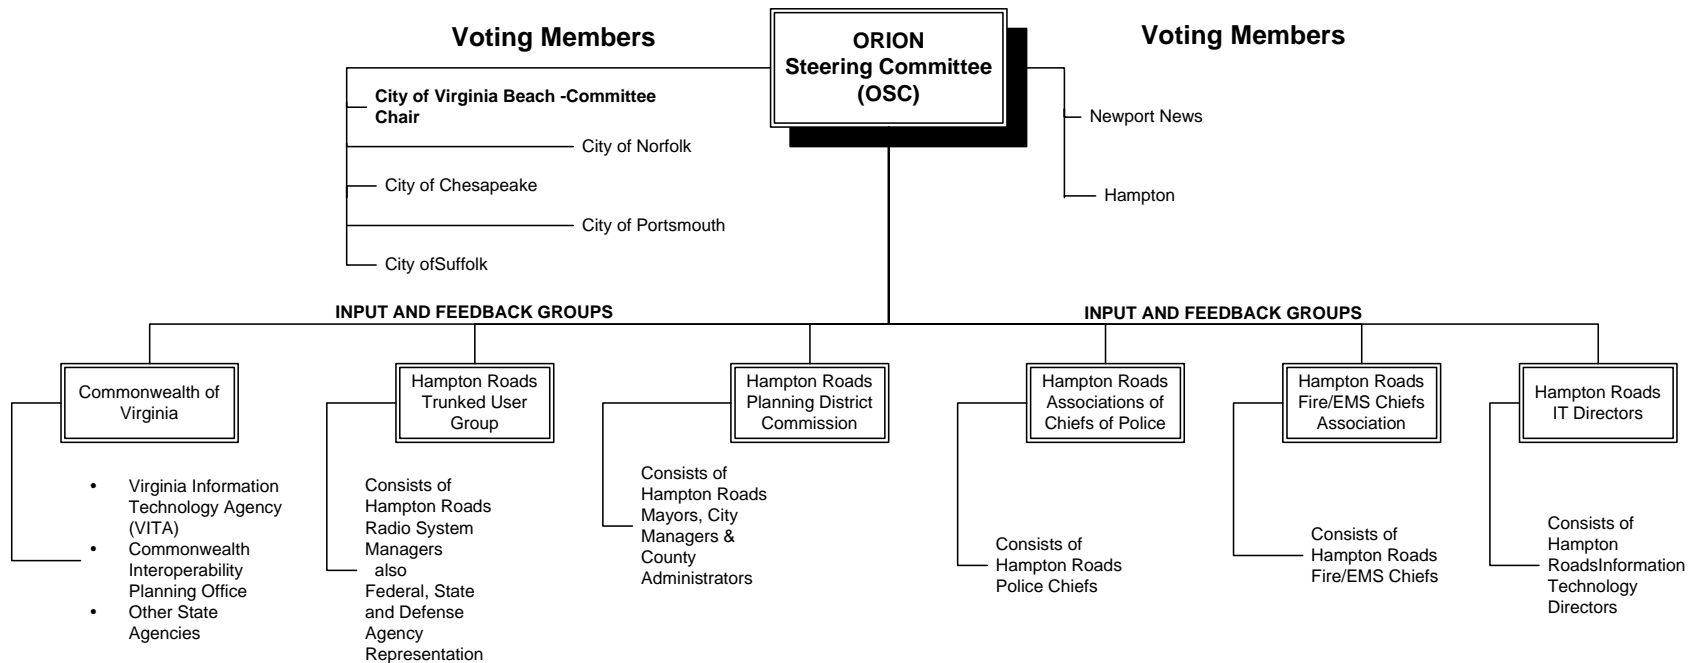 Voting Members
ORION
Steering Committee
(OSC)
Voting Members
City of Virginia Beach -Committee
Chair
City of Norfolk
City of Chesapeake
City of Portsmouth
City ofSuffolk
Newport News
Hampton
INPUT AND FEEDBACK GROUPS
INPUT AND FEEDBACK GROUPS
Commonwealth of
Virginia
• Virginia Information
Technology Agency
(VITA)
• Commonwealth
Interoperability
Planning Office
• Other State
Agencies
Hampton Roads
Trunked User
Group
Consists of
Hampton Roads
Radio System
Managers
also
Federal, State
and Defense
Agency
Representation
Hampton Roads
Planning District
Commission
Consists of
Hampton Roads
Mayors, City
Managers &
County
Administrators
Hampton Roads
Associations of
Chiefs of Police
Consists of
Hampton Roads
Police Chiefs
Hampton Roads
Fire/EMS Chiefs
Association
Consists of
Hampton Roads
Fire/EMS Chiefs
Hampton Roads
IT Directors
Consists of
Hampton
RoadsInformation
Technology
Directors